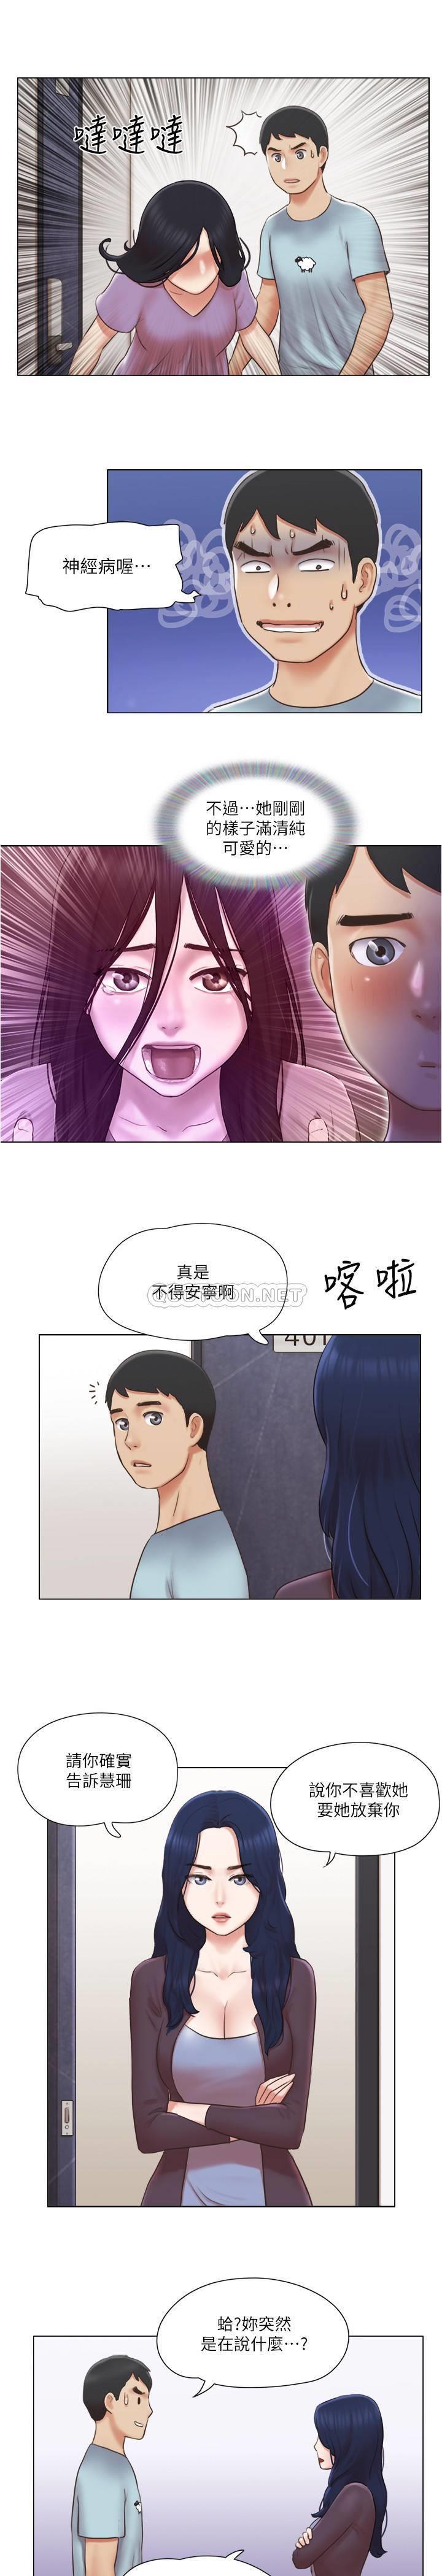 噠噠噠
神經病喔…
不過…她剛剛
的樣子滿清純
可愛的…
真是
不得安寧啊
喀啦
401
請你確實
告訴慧珊
說你不喜歡她
要她放棄你
蛤?妳突然
是在說什麼…?